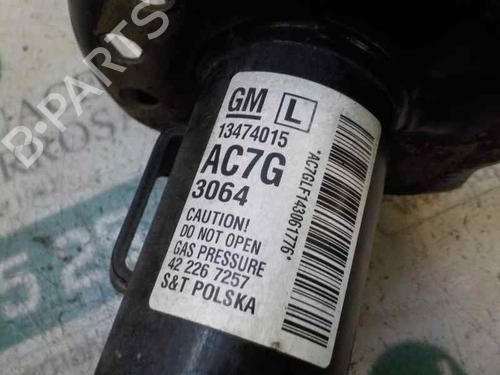 GM L
13474015
AC7G
3064
CAUTION!
DO NOT OPEN
GAS PRESSURE
42 226 7257
S&T POLSKA
*AC7GLF143061776*
B-PARTS